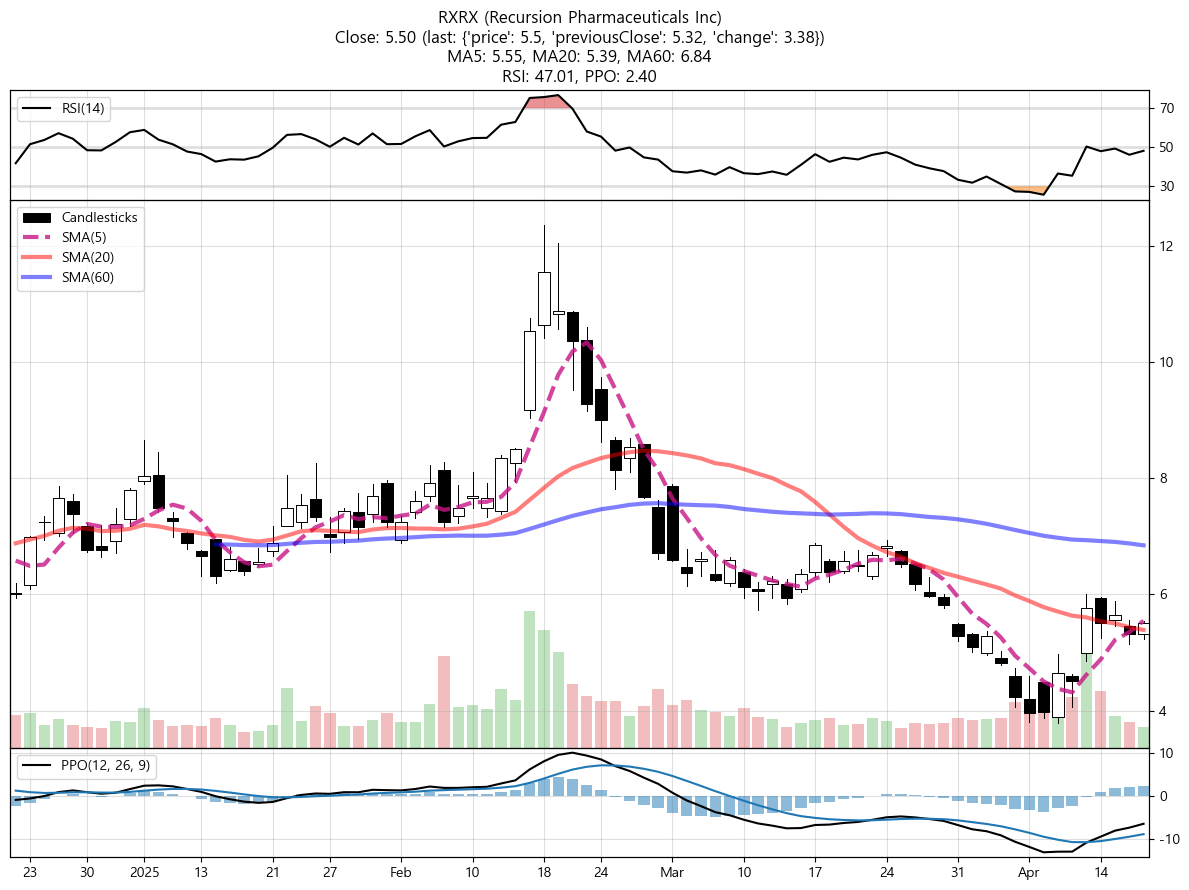 RXRX (Recursion Pharmaceuticals Inc)
Close: 5.50 (last: {'price': 5.5, 'previousClose': 5.32, 'change': 3.38})
MA5: 5.55, MA20: 5.39, MA60: 6.84
RSI: 47.01, PPO: 2.40
RSI(14)
70
50
30
Candlesticks
SMA(5)
SMA(20)
SMA(60)
12
10
8
6
4
PPO(12, 26, 9)
10
0
-10
23 30 2025 13 21 27 Feb 10 18 24 Mar 10 17 24 31 Apr 14